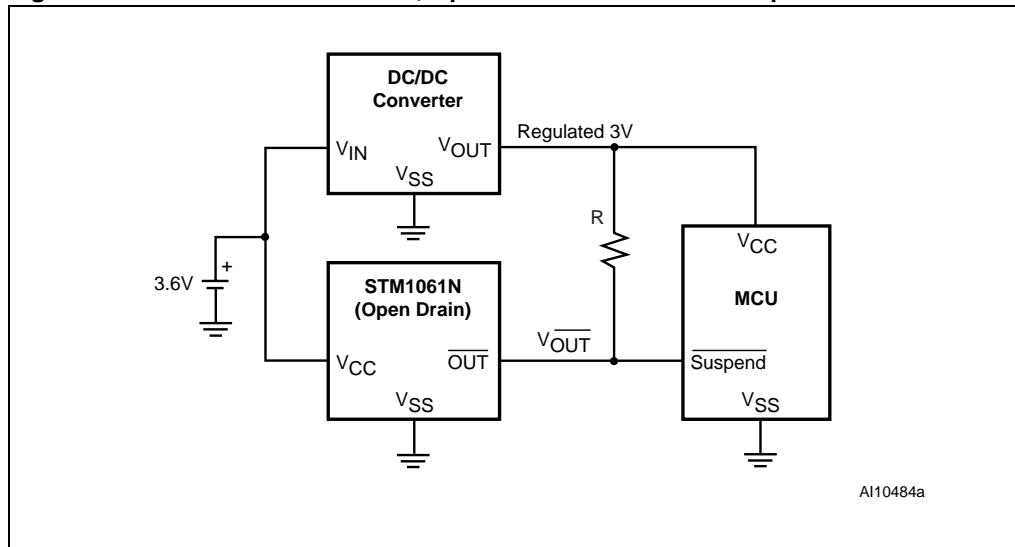 DC/DC
Converter
VIN
VOUT
VSS
Regulated 3V
R
VCC
MCU
Suspend
VSS
3.6V
+
STM1061N
(Open Drain)
VCC
OUT
VSS
VOUT
AI10484a